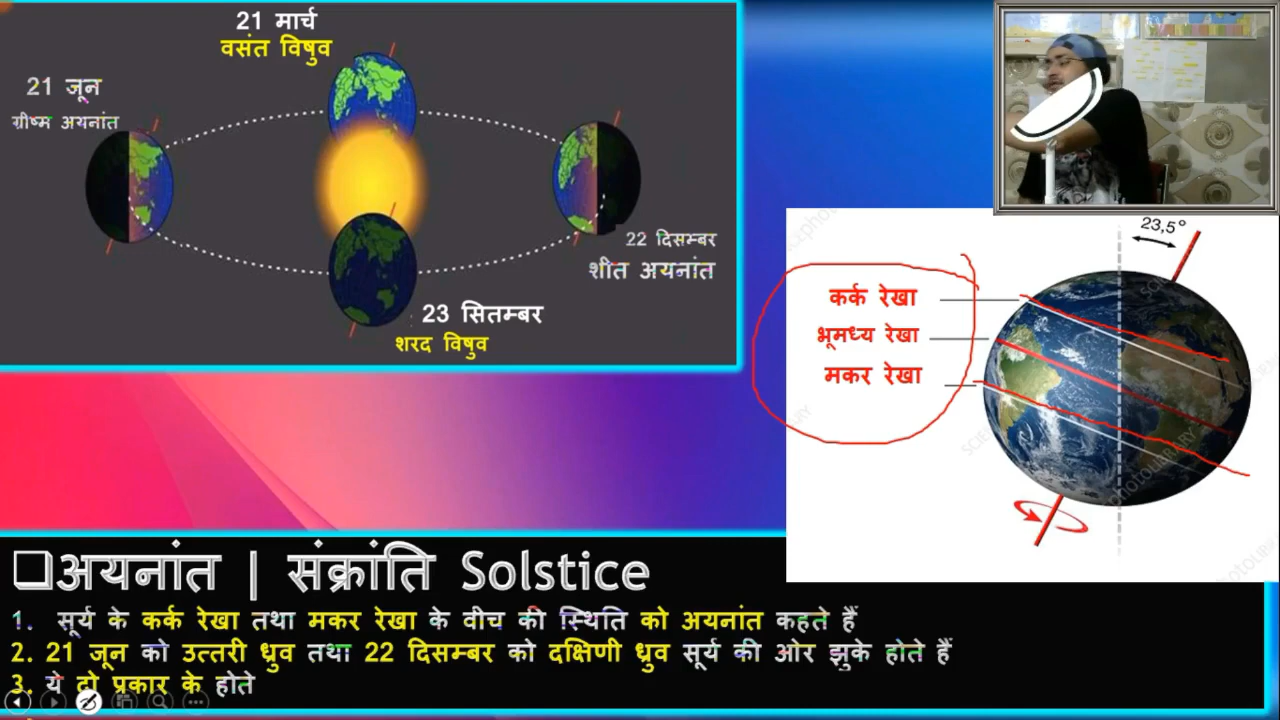 21 मार्च
वसंत विषुव
21 जून
ग्रीष्म अयनांत
22 दिसम्बर
शीत अयनांत
23 सितम्बर
शरद विषुव
23,5°
कर्क रेखा
भूमध्य रेखा
मकर रेखा
❑अयनांत | संक्रांति Solstice
1. सूर्य के कर्क रेखा तथा मकर रेखा के वीच की स्थिति को अयनांत कहते हैं
2. 21 जून को उत्तरी ध्रुव तथा 22 दिसम्बर को दक्षिणी ध्रुव सूर्य की ओर झुके होते हैं
3. ये दो प्रकार के होते